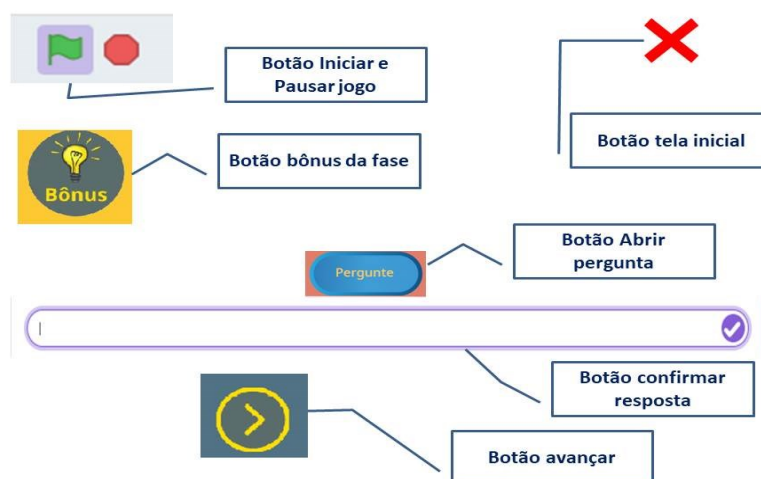 Botão Iniciar e
Pausar jogo
Botão tela inicial
Bônus
Botão bônus da fase
Botão Abrir
pergunta
Pergunte
Botão confirmar
resposta
Botão avançar